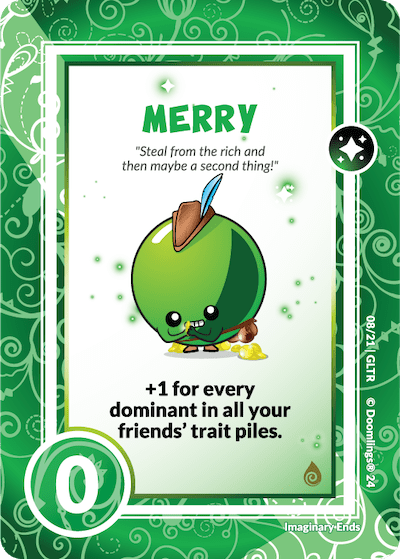 MERRY
"Steal from the rich and
then maybe a second thing!"
+1 for every
dominant in all your
friends' trait piles.
0
08/21 | GLTR © Doomlings® 24
Imaginary Ends